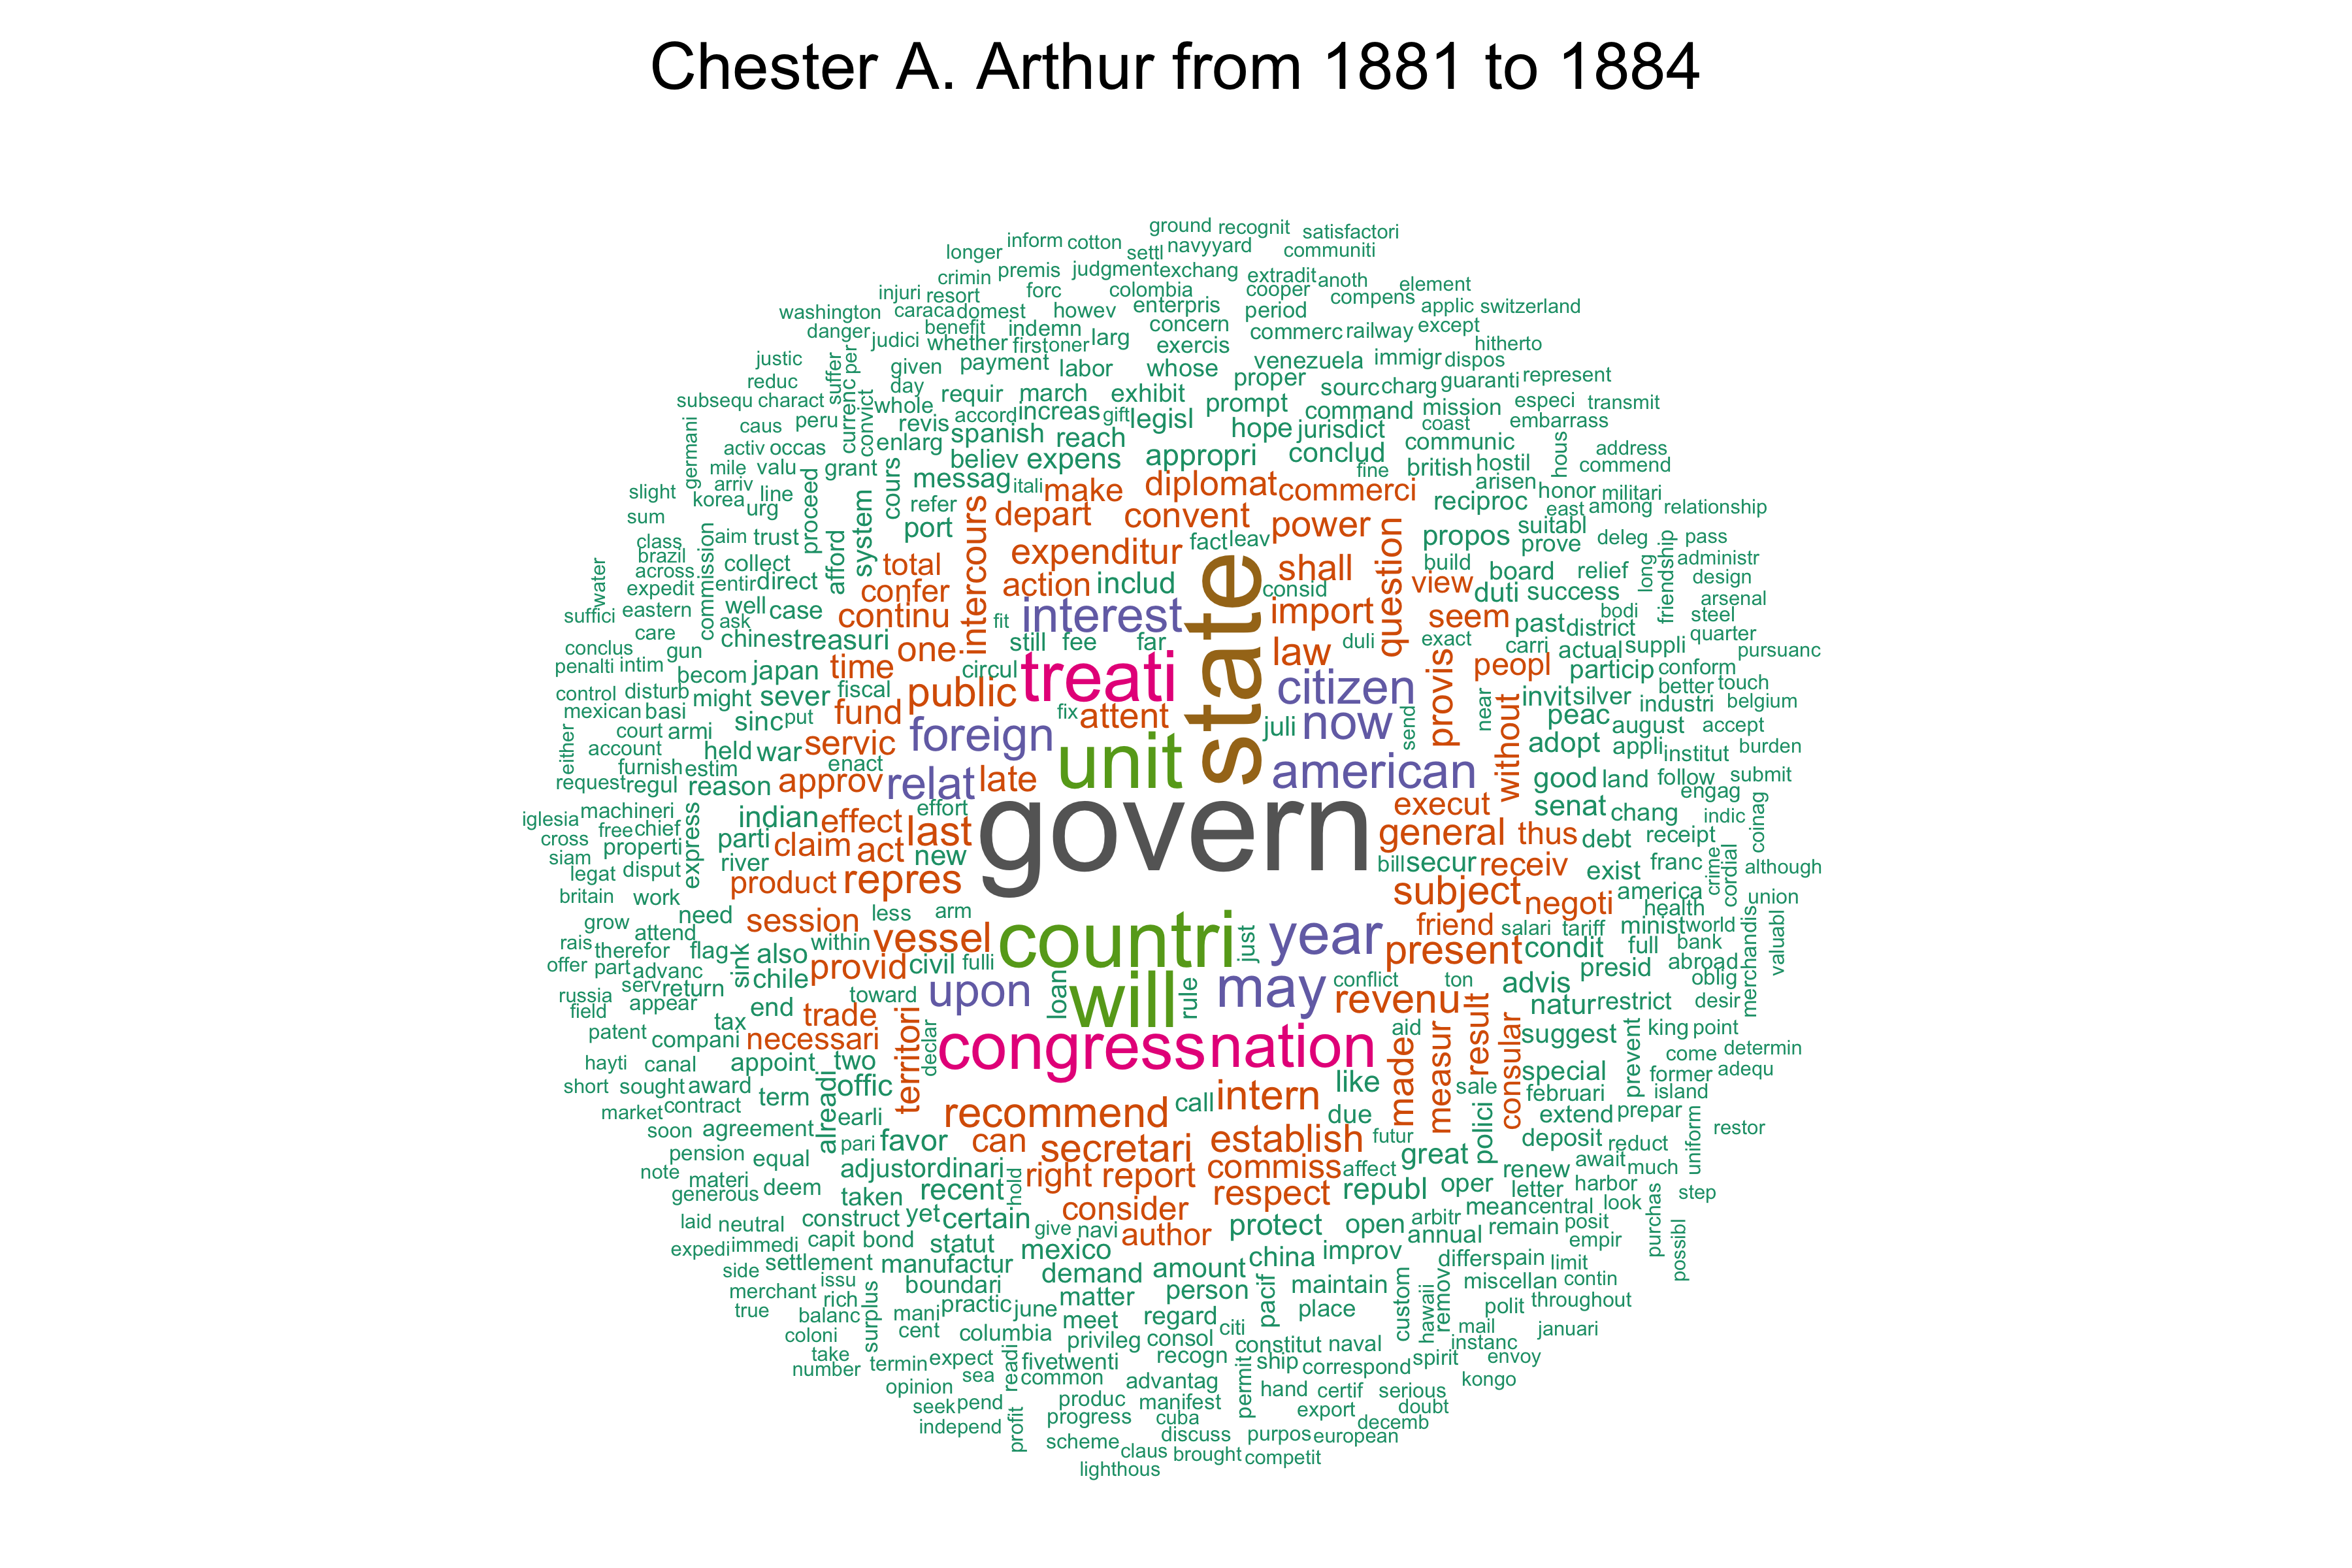 Chester A. Arthur from 1881 to 1884
ground recognit satisfactori
inform cotton settl navyyard communiti
longer
crimin premis judgment exchang extradit anoth element
injuri resort forc colombia cooper compens applic switzerland
washington caraca domest howev enterpris period
danger judici benefit indemn concern commerc railway except
whether first oner larg exercis hitherto
justic suffer per given payment labor whose venezuela immigr dispos
reduc day requir march exhibit proper sourc charg guaranti represent
subsequ charact currenc convict whole accord increas gift legisl prompt command mission especi transmit
caus peru revis spanish reach hope jurisdict coast embarrass
germani activ occas enlarg believ expens appropri conclud communic hous address
mile valu grant cours messag itali make diplomat commerci fine british hostil commend
slight korea arriv line proceed system refer intercours depart convent power question reciproc arisen honor militari
sum urg port east among relationship
class aim trust afford total expenditur fact leav shall propos suitabl deleg pass
brazil commission collect confer action includ consid view build prove long friendship administr
water across entir direct board relief design
expedit well case continu interest state import duti success arsenal
suffici eastern ask fit seem bodi steel
care chinest treasuri one still fee far law duli exact past district quarter
conclus gun time circul carri actual suppli pursuanc
penalti intim becom japan public treati citizen provis peopl particip conform
control disturb might sever fiscal near without invit silver better touch
mexican basi sinc put fund fix attent juli now send peac industri belgium
either court armi held war servic foreign unit adopt august accept
account furnish estim enact american appli institut burden
request regul reason approv relat late good land follow submit
iglesia machineri indian effect effort govern execut senat chang engag indic coinag
cross free chief express parti last general thus debt receipt
siam properti claim act new bill secur receiv exist franc crime cordial although
legat disput river product repres subject america
britain work session less arm negoti health union
grow need vessel countri just year friend salari tariff minist world
rais attend within present condit full bank merchandis valuabl
therefor flag sink also
offer part advanc chile provid civil fulli conflict ton presid abroad
russia serv return toward upon loan will rule may revenu advis oblig
field appear end trade natur restrict desir
patent tax necessari territori declar congress nation aid made measur result consular suggest prevent king point
compani appoint two come determin
hayti canal offic like special former adequ
short sought award already term recommend call intern sale februari island
market contract earli due polici extend prepar
soon agreement pari favor can secretari establish futur deposit reduct uniform restor
pension equal adjust ordinari right report commiss affect great renew await much
note materi deem hold respect republ oper letter harbor
generous taken recent consider mean central look step
laid neutral construct yet certain give navi author protect open arbitr annual remain posit purchas possibl
expedi immedi capit bond statut mexico china improv empir
side settlement manufactur demand amount differ spain limit
merchant issu boundari matter person pacif maintain custom hawaii remov miscellan contin
true rich surplus mani practic june meet regard place polit throughout
balanc
coloni cent columbia privileg consol citi constitut naval mail januari
take termin expect readi fivetwenti recogn ship correspond instanc spirit envoy
number opinion sea common advantag permit hand certif serious kongo
seek pend produc manifest export doubt
independ profit progress cuba discuss purpos european decemb
scheme claus brought competit
lighthous